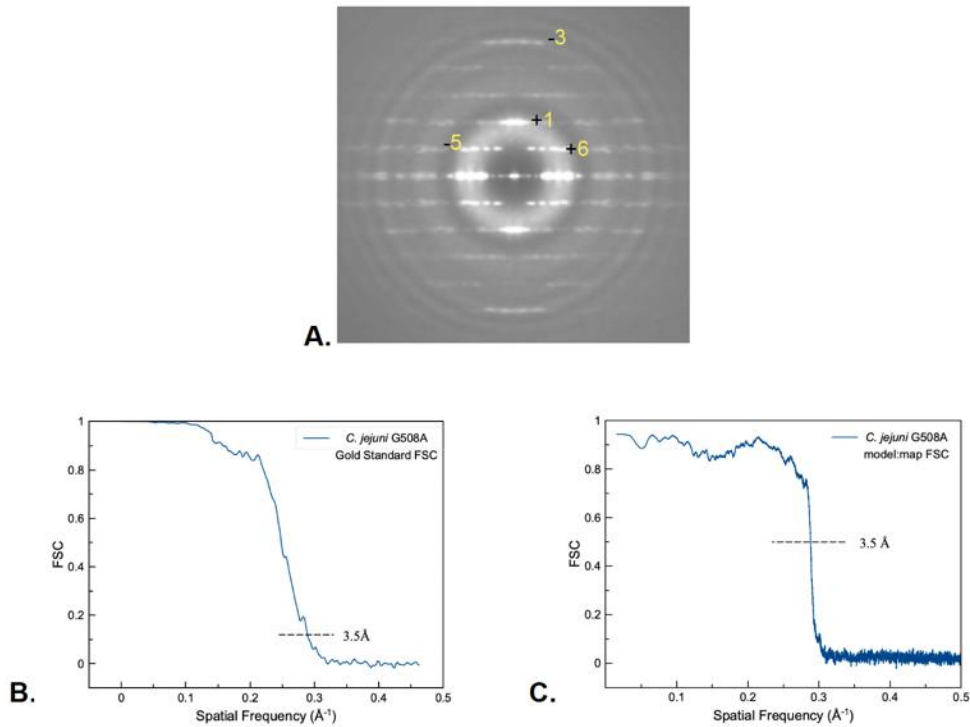 -3
+1
-5
+6
A.
C. jejuni G508A
Gold Standard FSC
1
0.8
0.6
0.4
0.2
0
FSC
3.5Å
0
0.1
0.2
0.3
0.4
0.5
Spatial Frequency (Å⁻¹)
B.
C. jejuni G508A
model:map FSC
1
0.8
0.6
0.4
0.2
0
FSC
3.5 Å
0.1
0.2
0.3
0.4
0.5
Spatial Frequency (Å⁻¹)
C.